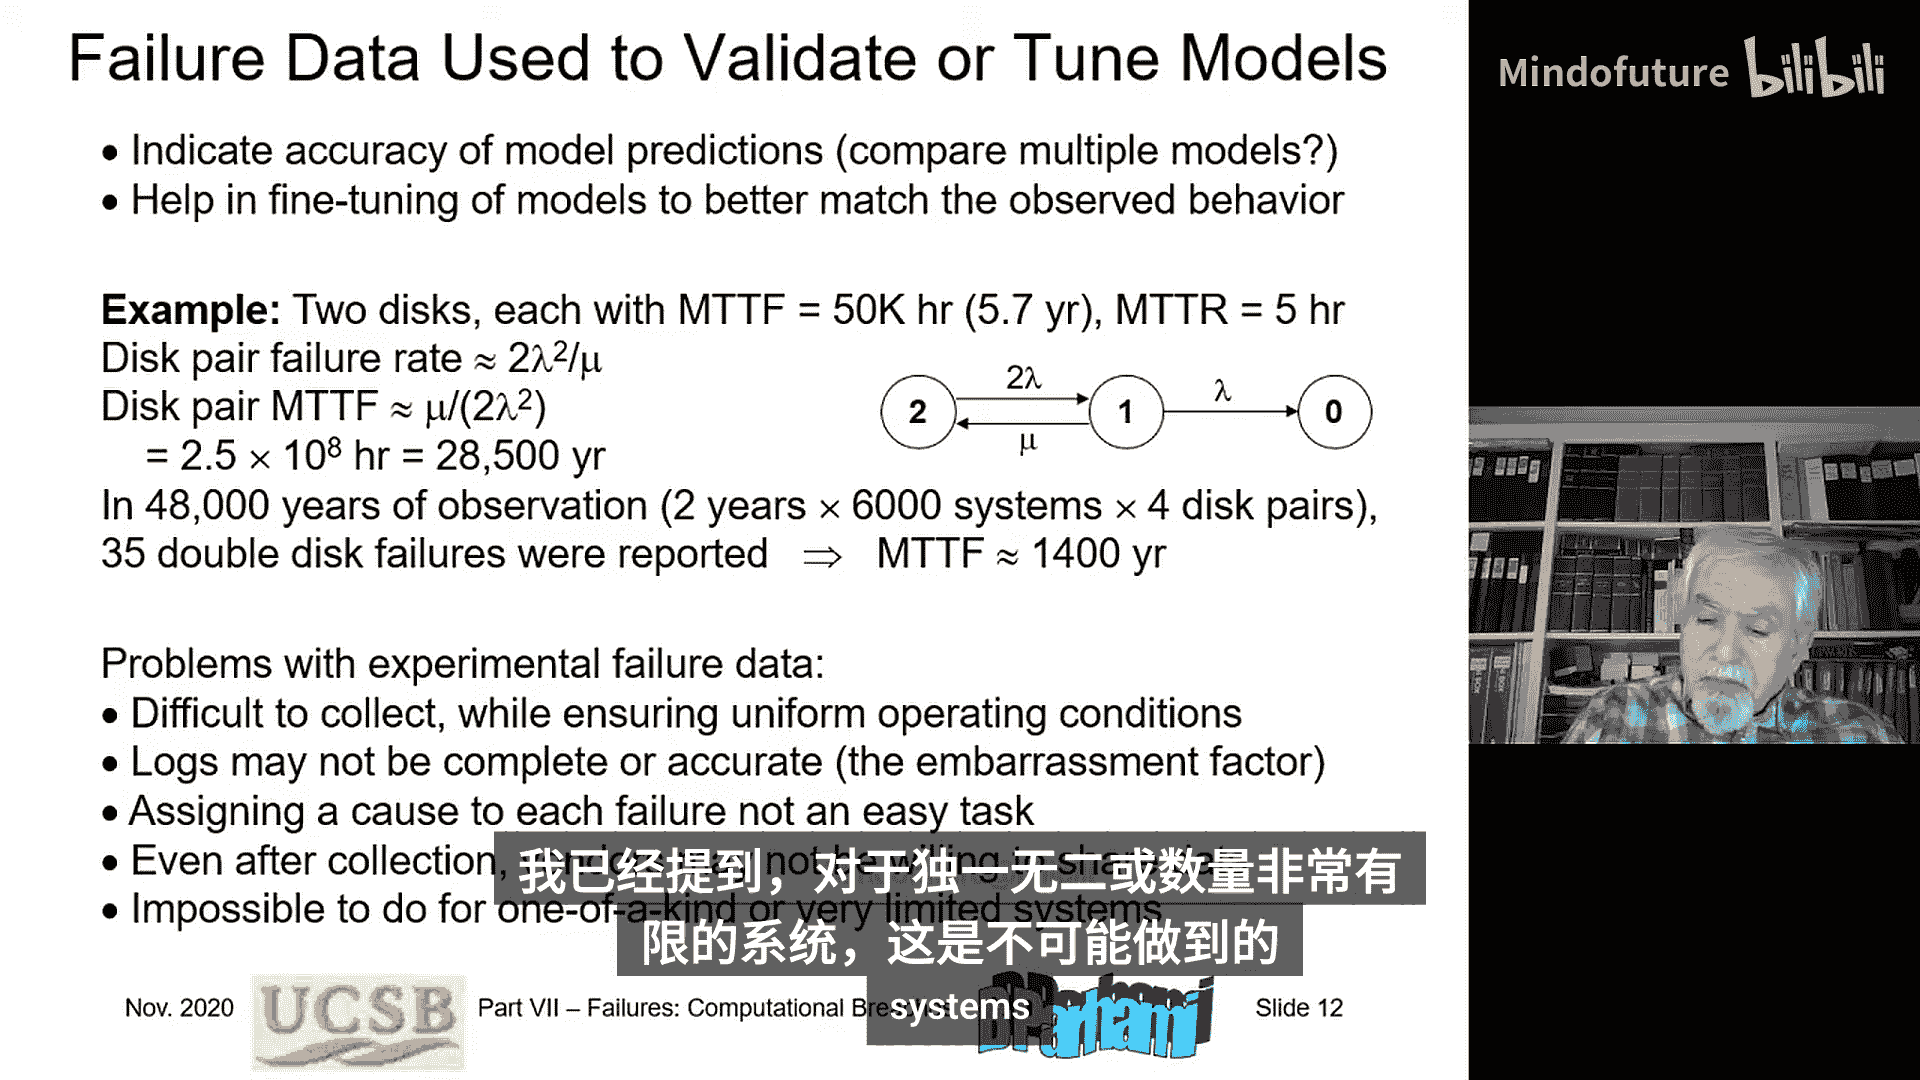 Failure Data Used to Validate or Tune Models
Mindofuture bilibili
• Indicate accuracy of model predictions (compare multiple models?)
• Help in fine-tuning of models to better match the observed behavior
Example: Two disks, each with MTTF = 50K hr (5.7 yr), MTTR = 5 hr
Disk pair failure rate ≈ 2λ²/μ
Disk pair MTTF ≈ μ/(2λ²)
= 2.5 × 10⁸ hr = 28,500 yr
2λ
λ
2 1 0
μ
In 48,000 years of observation (2 years × 6000 systems × 4 disk pairs),
35 double disk failures were reported ⇒ MTTF ≈ 1400 yr
Problems with experimental failure data:
• Difficult to collect, while ensuring uniform operating conditions
• Logs may not be complete or accurate (the embarrassment factor)
• Assigning a cause to each failure not an easy task
• Even after collection, not be willing to share
• Impossible to do for one-of-a-kind or very limited systems
我已经提到，对于独一无二或数量非常有
限的系统，这是不可能做到的
systems
Nov. 2020
UCSB
Part VII – Failures: Computational
B. Parhami
Slide 12